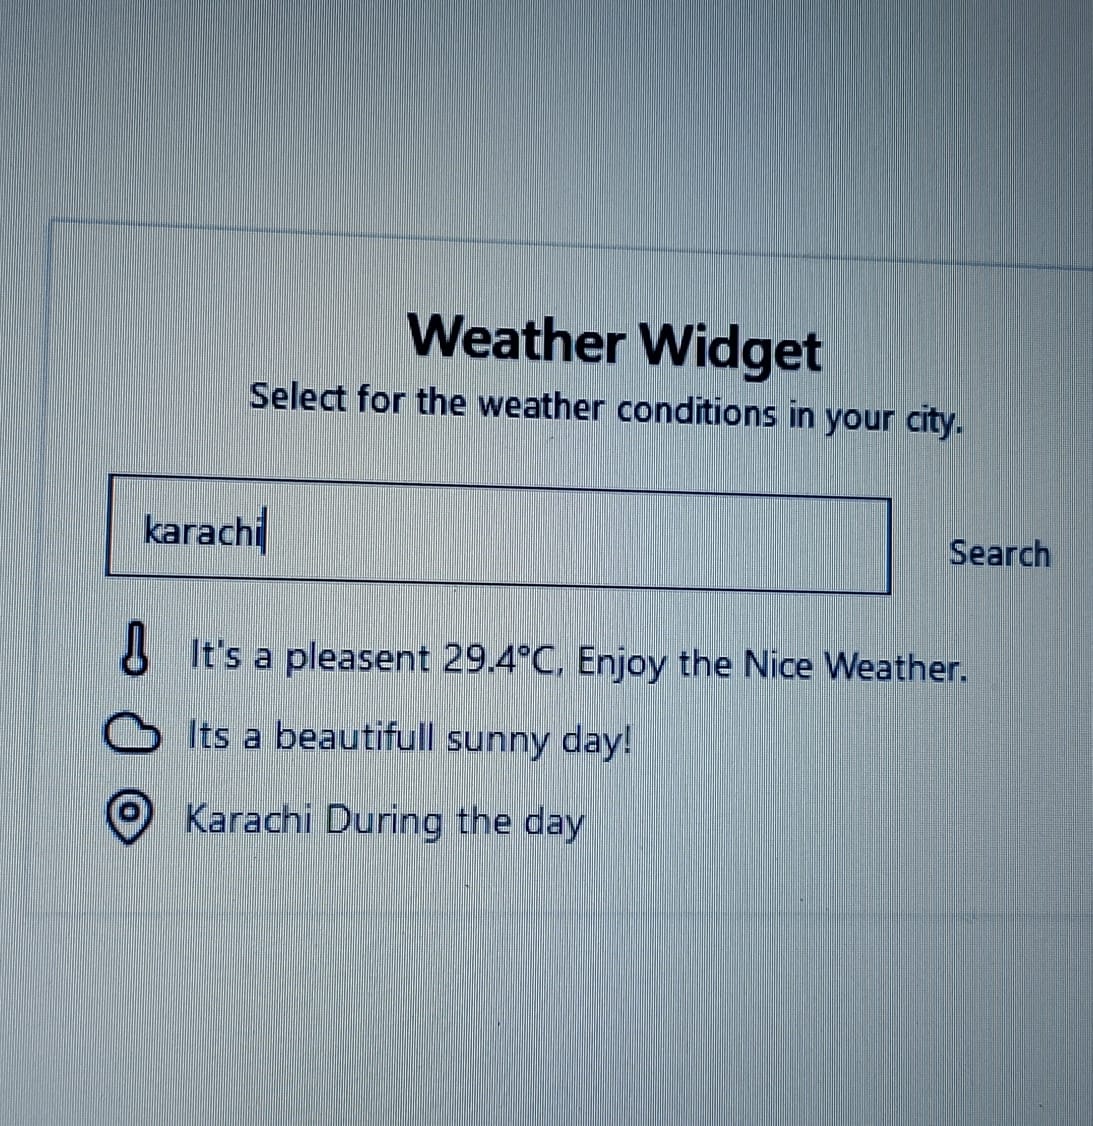 Weather Widget
Select for the weather conditions in your city.
karachi
Search
It's a pleasent 29.4°C, Enjoy the Nice Weather.
Its a beautifull sunny day!
Karachi During the day